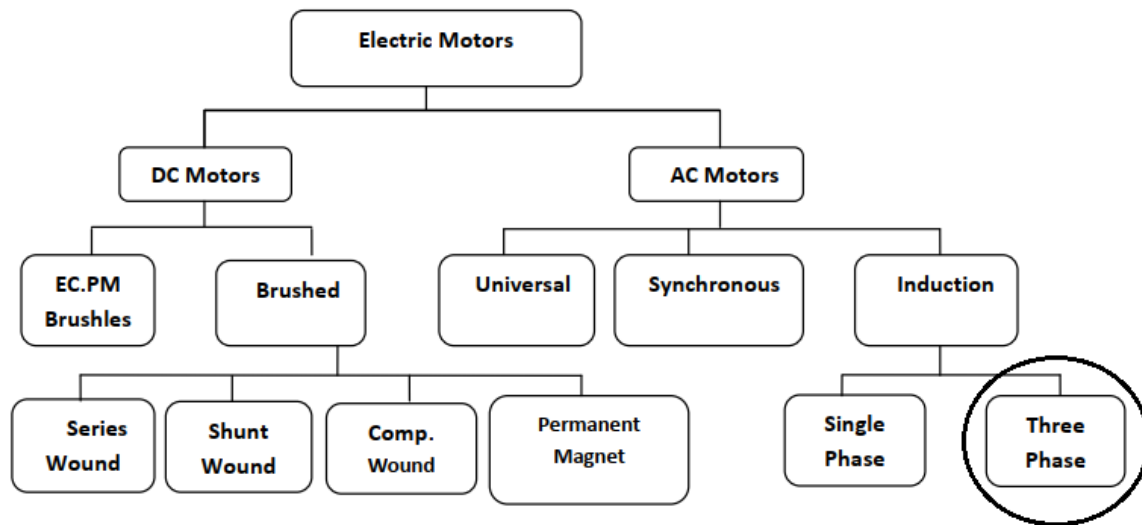 Electric Motors
DC Motors
AC Motors
EC.PM
Brushles
Brushed
Universal
Synchronous
Induction
Series
Wound
Shunt
Wound
Comp.
Wound
Permanent
Magnet
Single
Phase
Three
Phase